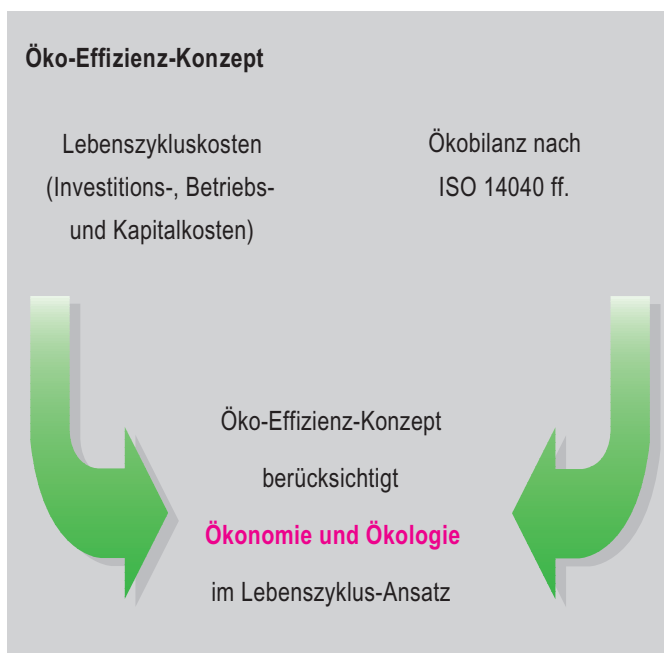 Öko-Effizienz-Konzept
Lebenszykluskosten
(Investitions-, Betriebs-
und Kapitalkosten)
Ökobilanz nach
ISO 14040 ff.
Öko-Effizienz-Konzept
berücksichtigt
Ökonomie und Ökologie
im Lebenszyklus-Ansatz